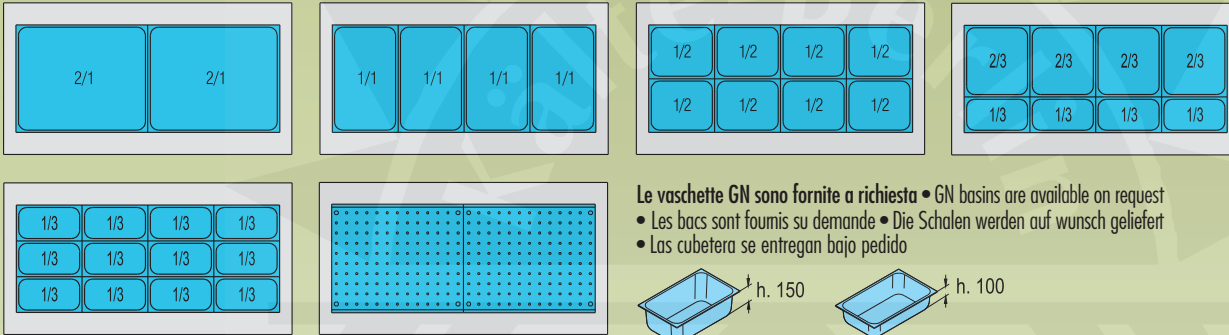 2/1 2/1
1/1 1/1 1/1 1/1
1/2 1/2 1/2 1/2
1/2 1/2 1/2 1/2
2/3 2/3 2/3 2/3
1/3 1/3 1/3 1/3
1/3 1/3 1/3 1/3
1/3 1/3 1/3 1/3
1/3 1/3 1/3 1/3
Le vaschette GN sono fornite a richiesta • GN basins are available on request
• Les bacs sont fournis su demande • Die Schalen werden auf wunsch geliefert
• Las cubetera se entregan bajo pedido
h. 150 h. 100